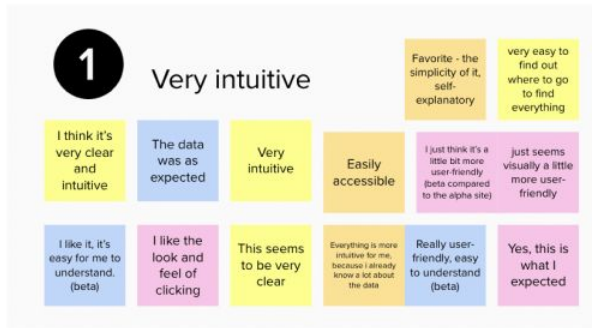 1
Very intuitive
Favorite - the
simplicity of it,
self-
explanatory
very easy to
find out
where to go
to find
everything
I think it's
very clear
and
intuitive
The data
was as
expected
Very
intuitive
Easily
accessible
I just think it's a
little bit more
user-friendly
(beta compared
to the alpha site)
just seems
visually a little
more user-
friendly
I like it, it's
easy for me to
understand.
(beta)
I like the
look and
feel of
clicking
This seems
to be very
clear
Everything is more
intuitive for me,
because i already
know a lot about
the data
Really user-
friendly, easy
to understand
(beta)
Yes, this is
what I
expected